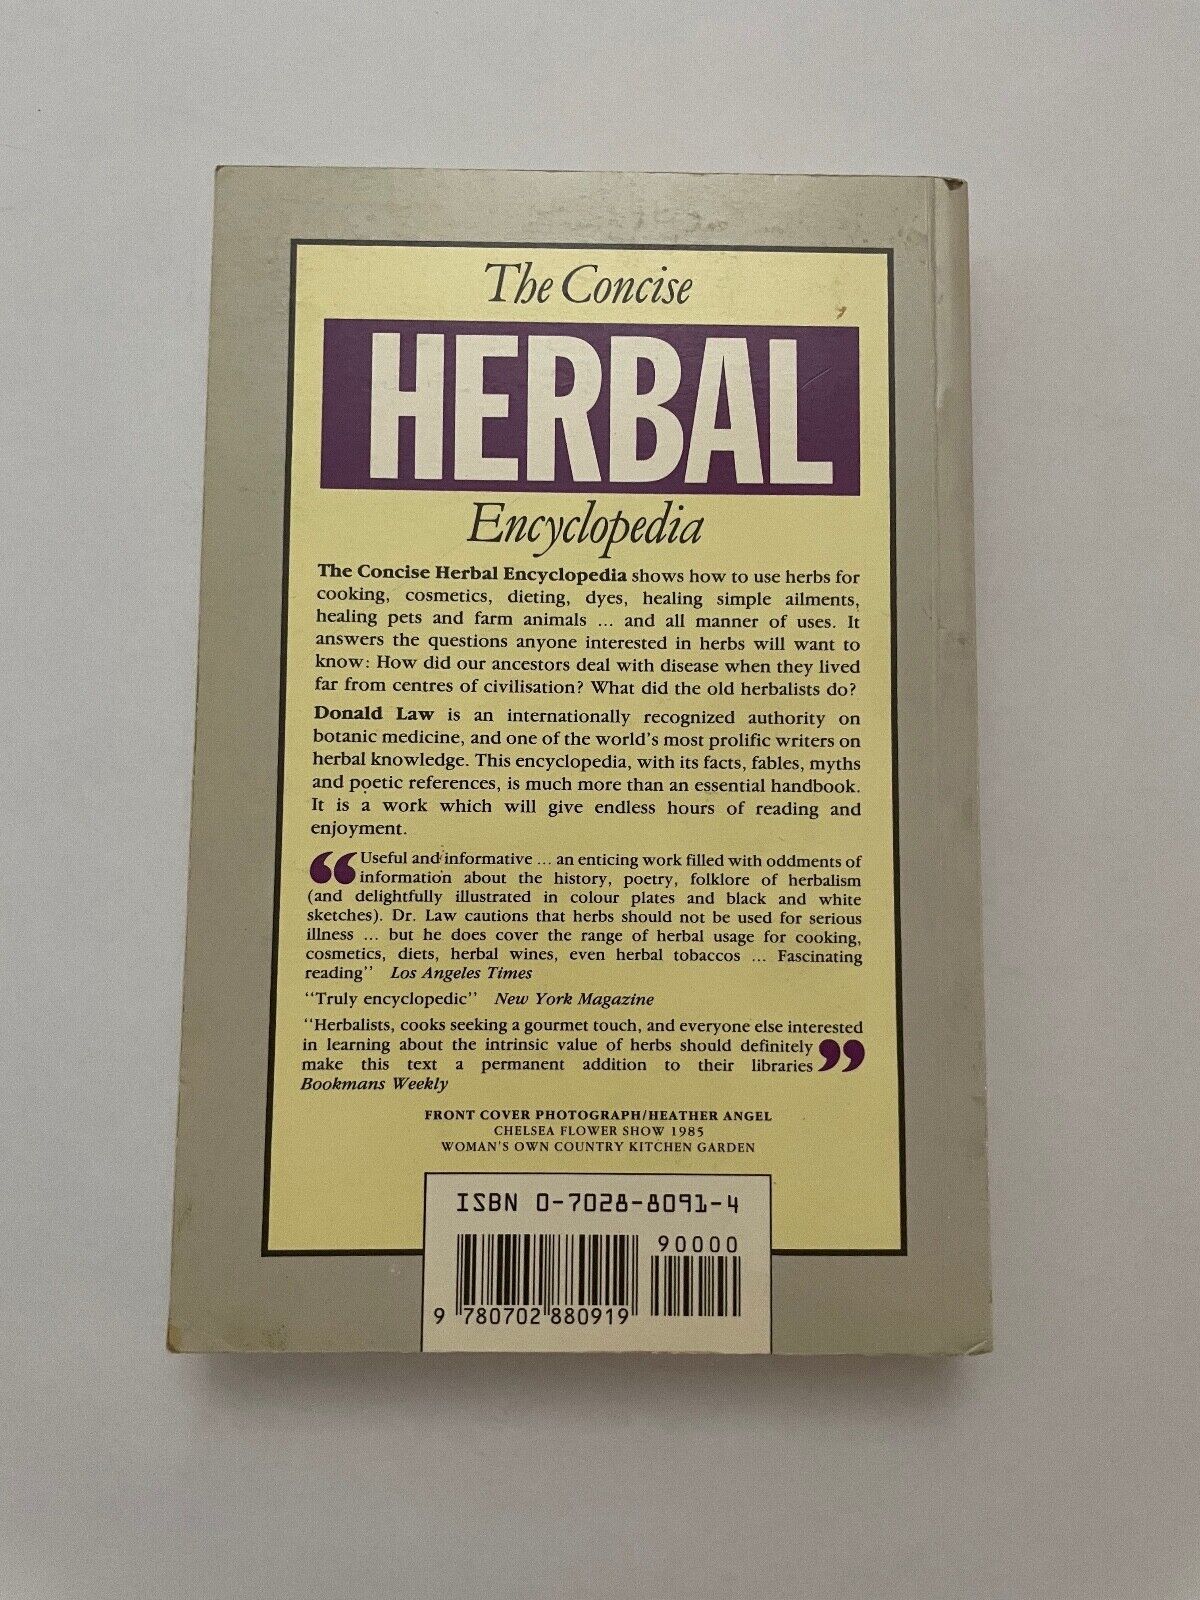 The Concise
HERBAL
Encyclopedia
The Concise Herbal Encyclopedia shows how to use herbs for
cooking, cosmetics, dieting, dyes, healing simple ailments,
healing pets and farm animals ... and all manner of uses. It
answers the questions anyone interested in herbs will want to
know: How did our ancestors deal with disease when they lived
far from centres of civilisation? What did the old herbalists do?
Donald Law is an internationally recognized authority on
botanic medicine, and one of the world's most prolific writers on
herbal knowledge. This encyclopedia, with its facts, fables, myths
and poetic references, is much more than an essential handbook.
It is a work which will give endless hours of reading and
enjoyment.
“Useful and informative ... an enticing work filled with oddments of
information about the history, poetry, folklore of herbalism
(and delightfully illustrated in colour plates and black and white
sketches). Dr. Law cautions that herbs should not be used for serious
illness ... but he does cover the range of herbal usage for cooking,
cosmetics, diets, herbal wines, even herbal tobaccos ... Fascinating
reading” Los Angeles Times
“Truly encyclopedic” New York Magazine
“Herbalists, cooks seeking a gourmet touch, and everyone else interested
in learning about the intrinsic value of herbs should definitely
make this text a permanent addition to their libraries”
Bookmans Weekly
FRONT COVER PHOTOGRAPH/HEATHER ANGEL
CHELSEA FLOWER SHOW 1985
WOMAN'S OWN COUNTRY KITCHEN GARDEN
ISBN 0-7028-8091-4
90000
9 780702 880919